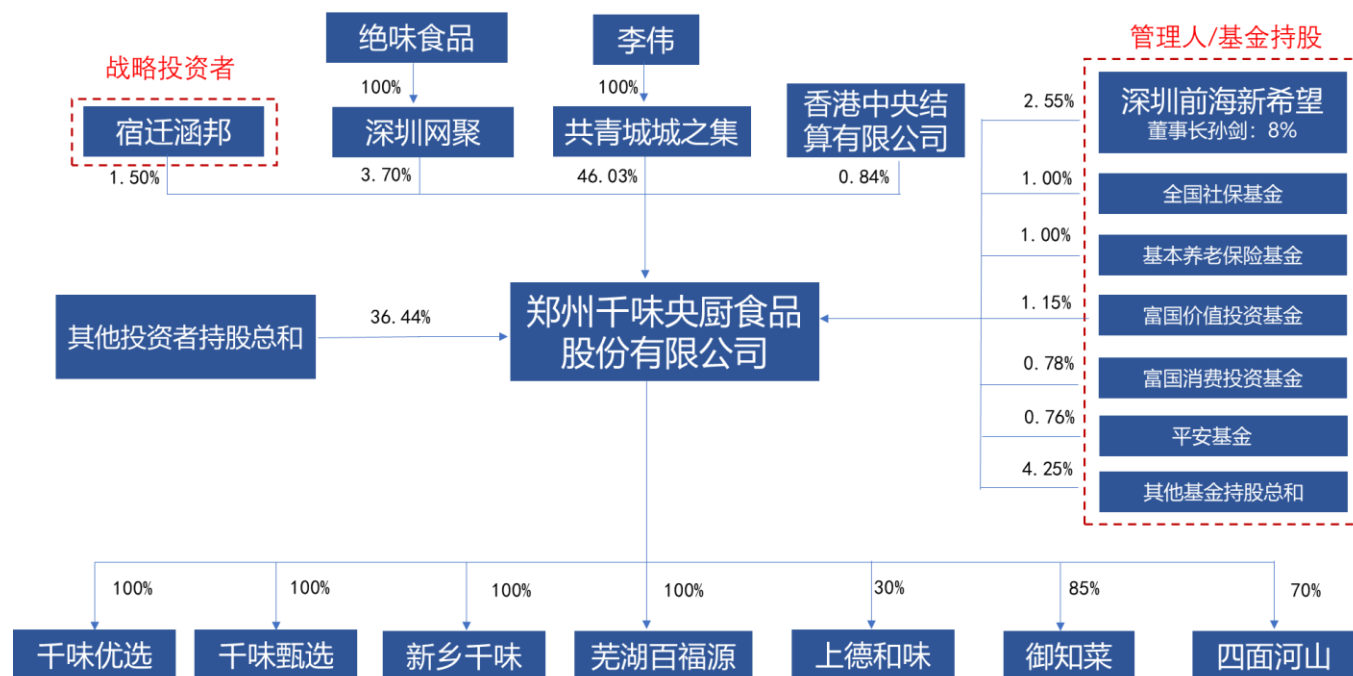 绝味食品
李伟
管理人/基金持股
战略投资者
100%
100%
2.55%
深圳前海新希望
董事长孙剑：8%
宿迁涵邦
深圳网聚
共青城城之集
香港中央结
算有限公司
1.50%
3.70%
46.03%
0.84%
1.00%
全国社保基金
1.00%
基本养老保险基金
其他投资者持股总和
36.44%
郑州千味央厨食品
股份有限公司
1.15%
富国价值投资基金
0.78%
富国消费投资基金
0.76%
平安基金
4.25%
其他基金持股总和
100%
100%
100%
100%
30%
85%
70%
千味优选
千味甄选
新乡千味
芜湖百福源
上德和味
御知菜
四面河山